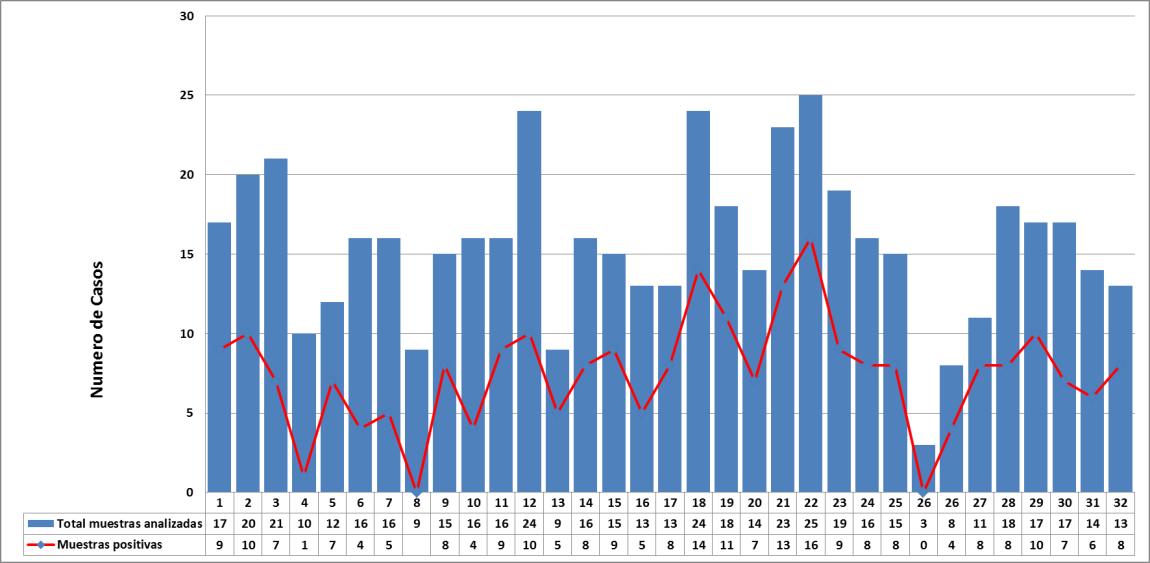 30
25
20
15
10
5
0
Numero de Casos
1 2 3 4 5 6 7 8 9 10 11 12 13 14 15 16 17 18 19 20 21 22 23 24 25 26 26 27 28 29 30 31 32
Total muestras analizadas 17 20 21 10 12 16 16 9 15 16 16 24 9 16 15 13 13 24 18 14 23 25 19 16 15 3 8 11 18 17 17 14 13
Muestras positivas 9 10 7 1 7 4 5 8 4 9 10 5 8 9 5 8 14 11 7 13 16 9 8 8 0 4 8 8 10 7 6 8